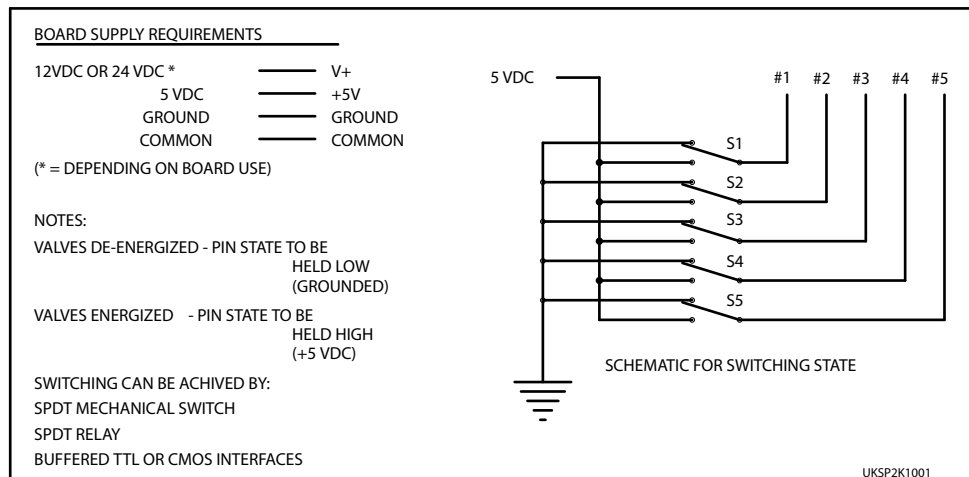 BOARD SUPPLY REQUIREMENTS
12VDC OR 24 VDC * V+
5 VDC +5V
GROUND GROUND
COMMON COMMON
(* = DEPENDING ON BOARD USE)
NOTES:
VALVES DE-ENERGIZED - PIN STATE TO BE
HELD LOW
(GROUNDED)
VALVES ENERGIZED - PIN STATE TO BE
HELD HIGH
(+5 VDC)
SWITCHING CAN BE ACHIVED BY:
SPDT MECHANICAL SWITCH
SPDT RELAY
BUFFERED TTL OR CMOS INTERFACES
5 VDC
#1 #2 #3 #4 #5
S1
S2
S3
S4
S5
SCHEMATIC FOR SWITCHING STATE
UKSP2K1001